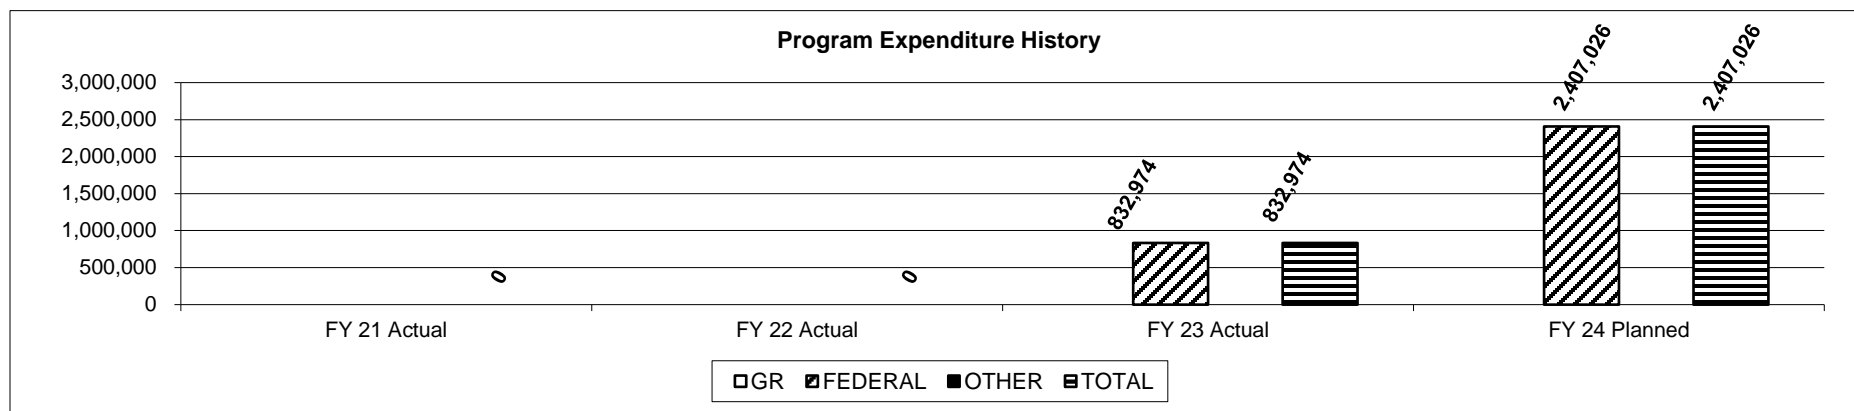 Program Expenditure History
3,000,000
2,500,000
2,000,000
1,500,000
1,000,000
500,000
0
0
0
832,974
832,974
2,407,026
2,407,026
FY 21 Actual
FY 22 Actual
FY 23 Actual
FY 24 Planned
GR FEDERAL OTHER TOTAL